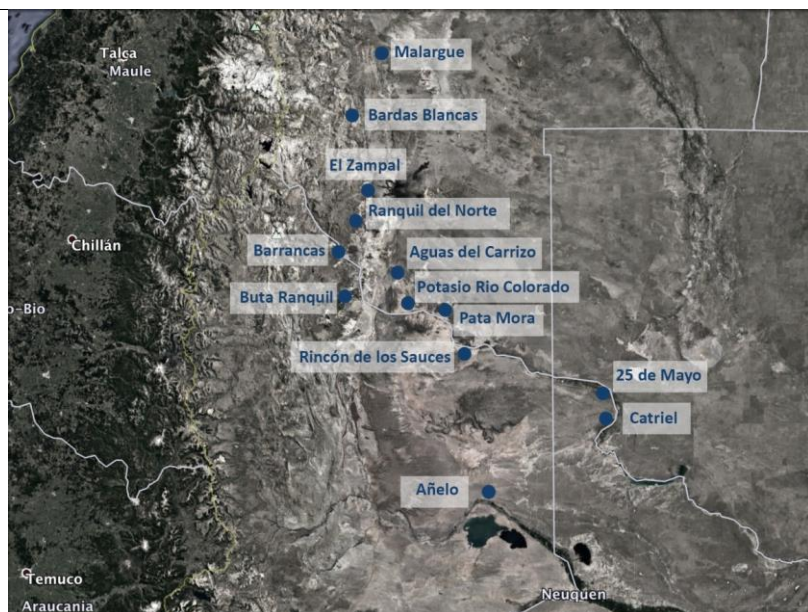 Talca
Maule
Malargue
Bardas Blancas
El Zampal
Ranquil del Norte
Chillán
Barrancas
Aguas del Carrizo
Buta Ranquil
Potasio Rio Colorado
o-Bio
Pata Mora
Rincón de los Sauces
25 de Mayo
Catriel
Añelo
Temuco
Neuquen
Araucania